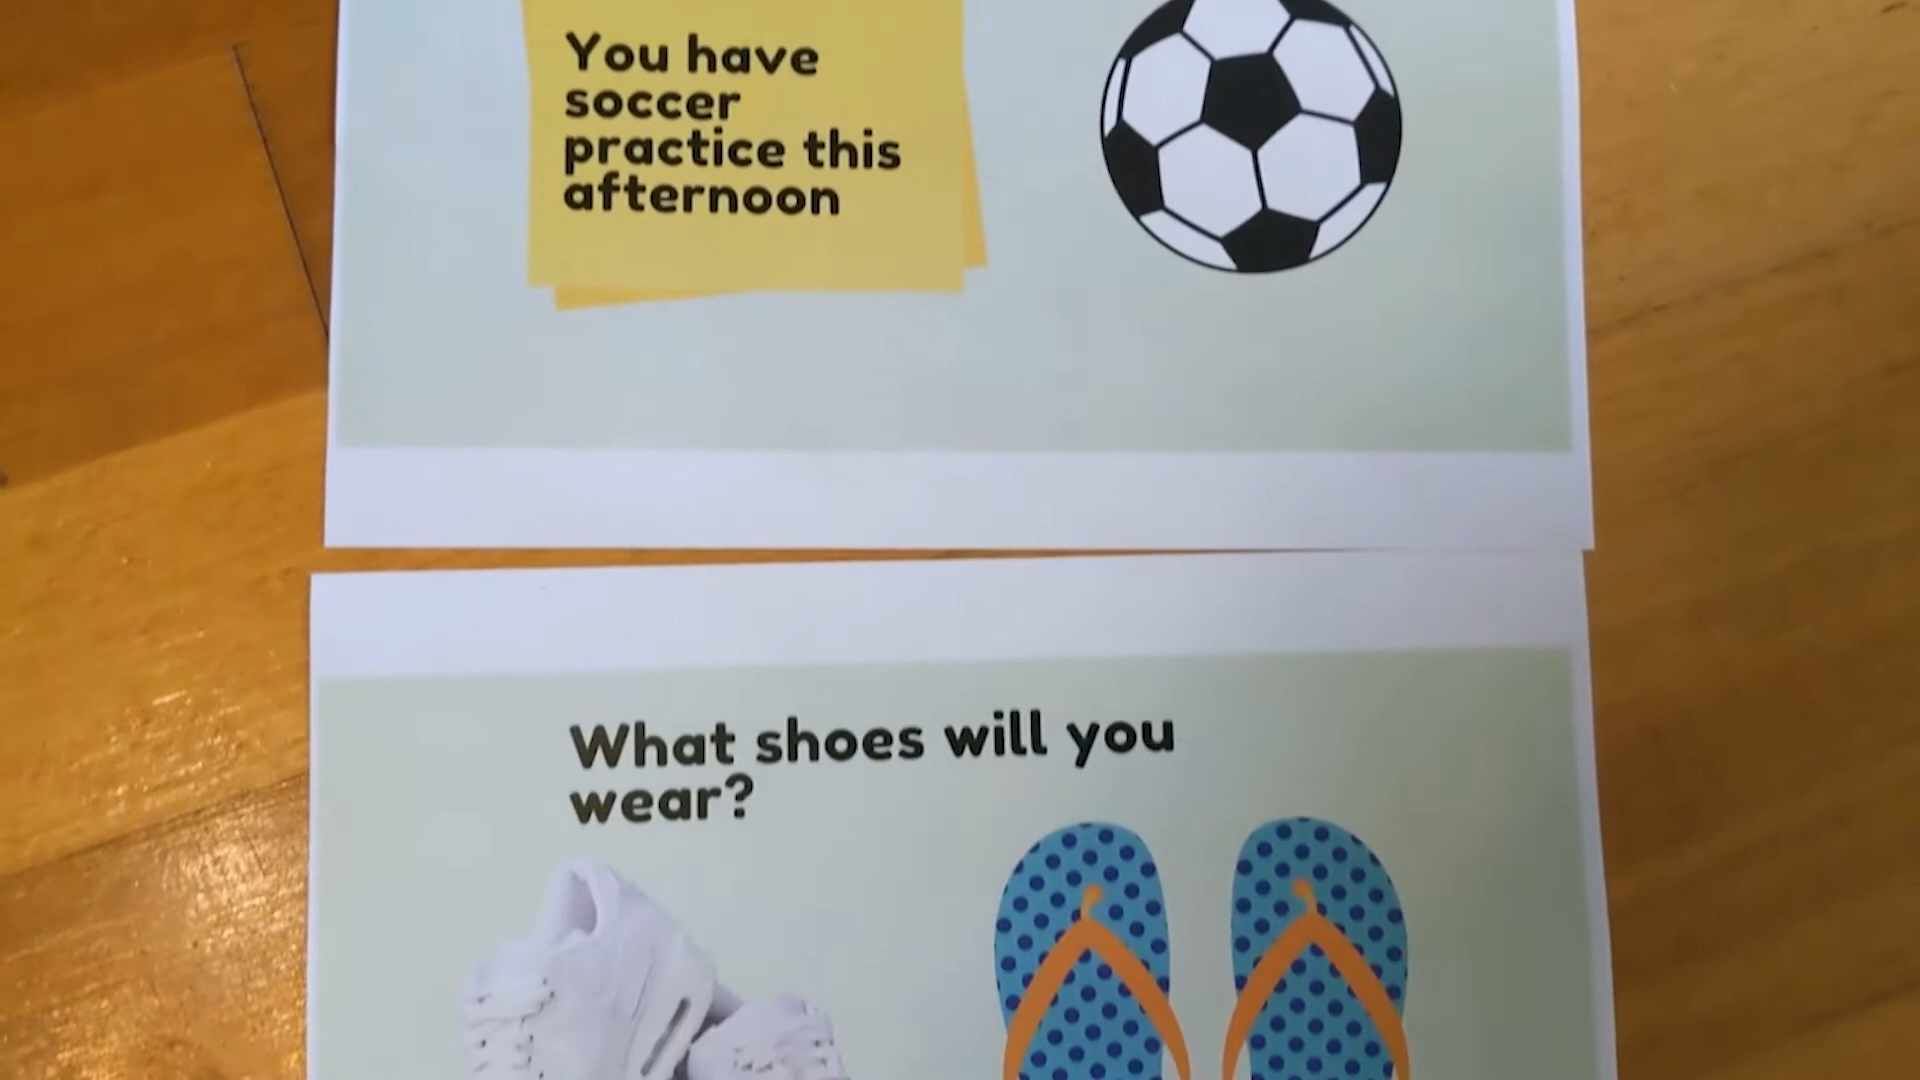 You have
soccer
practice this
afternoon
What shoes will you
wear?